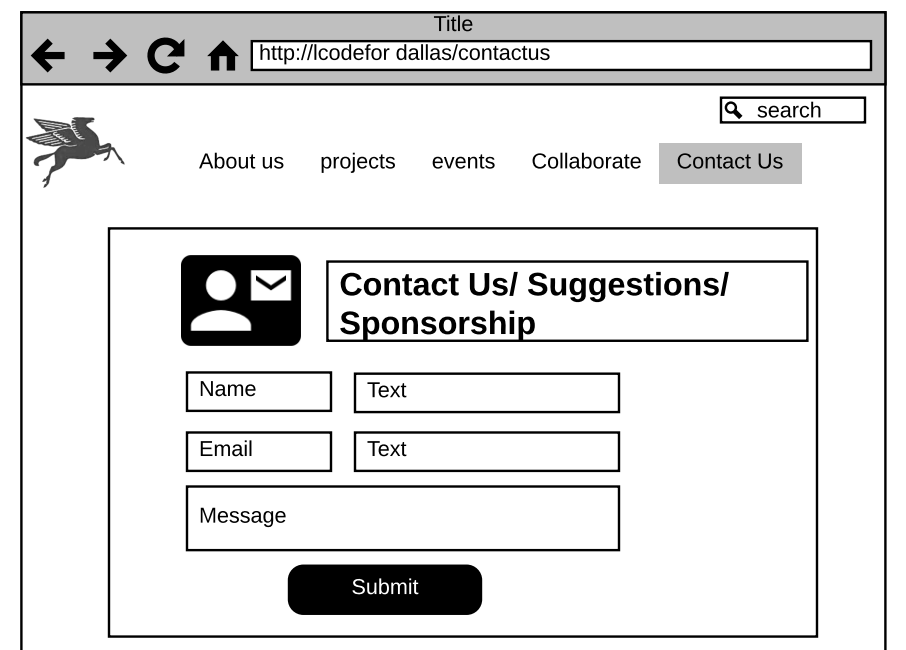 Title
http://lcodefor dallas/contactus
search
About us projects events Collaborate Contact Us
Contact Us/ Suggestions/
Sponsorship
Name Text
Email Text
Message
Submit